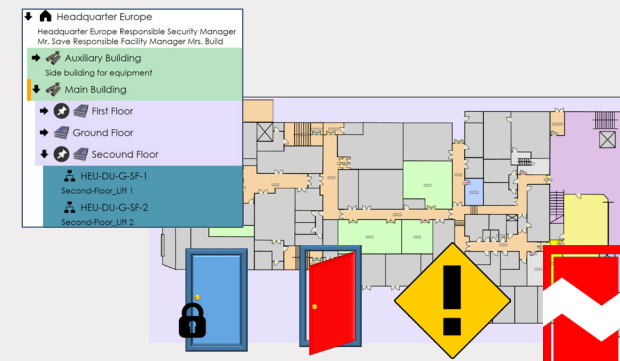 Headquarter Europe
Headquarter Europe Responsible Security Manager
Mr. Save Responsible Facility Manager Mrs. Build
Auxiliary Building
Side building for equipment
Main Building
First Floor
Ground Floor
Secound Floor
HEU-DU-G-SF-1
Second-Floor_Lift 1
HEU-DU-G-SF-2
Second-Floor_Lift 2